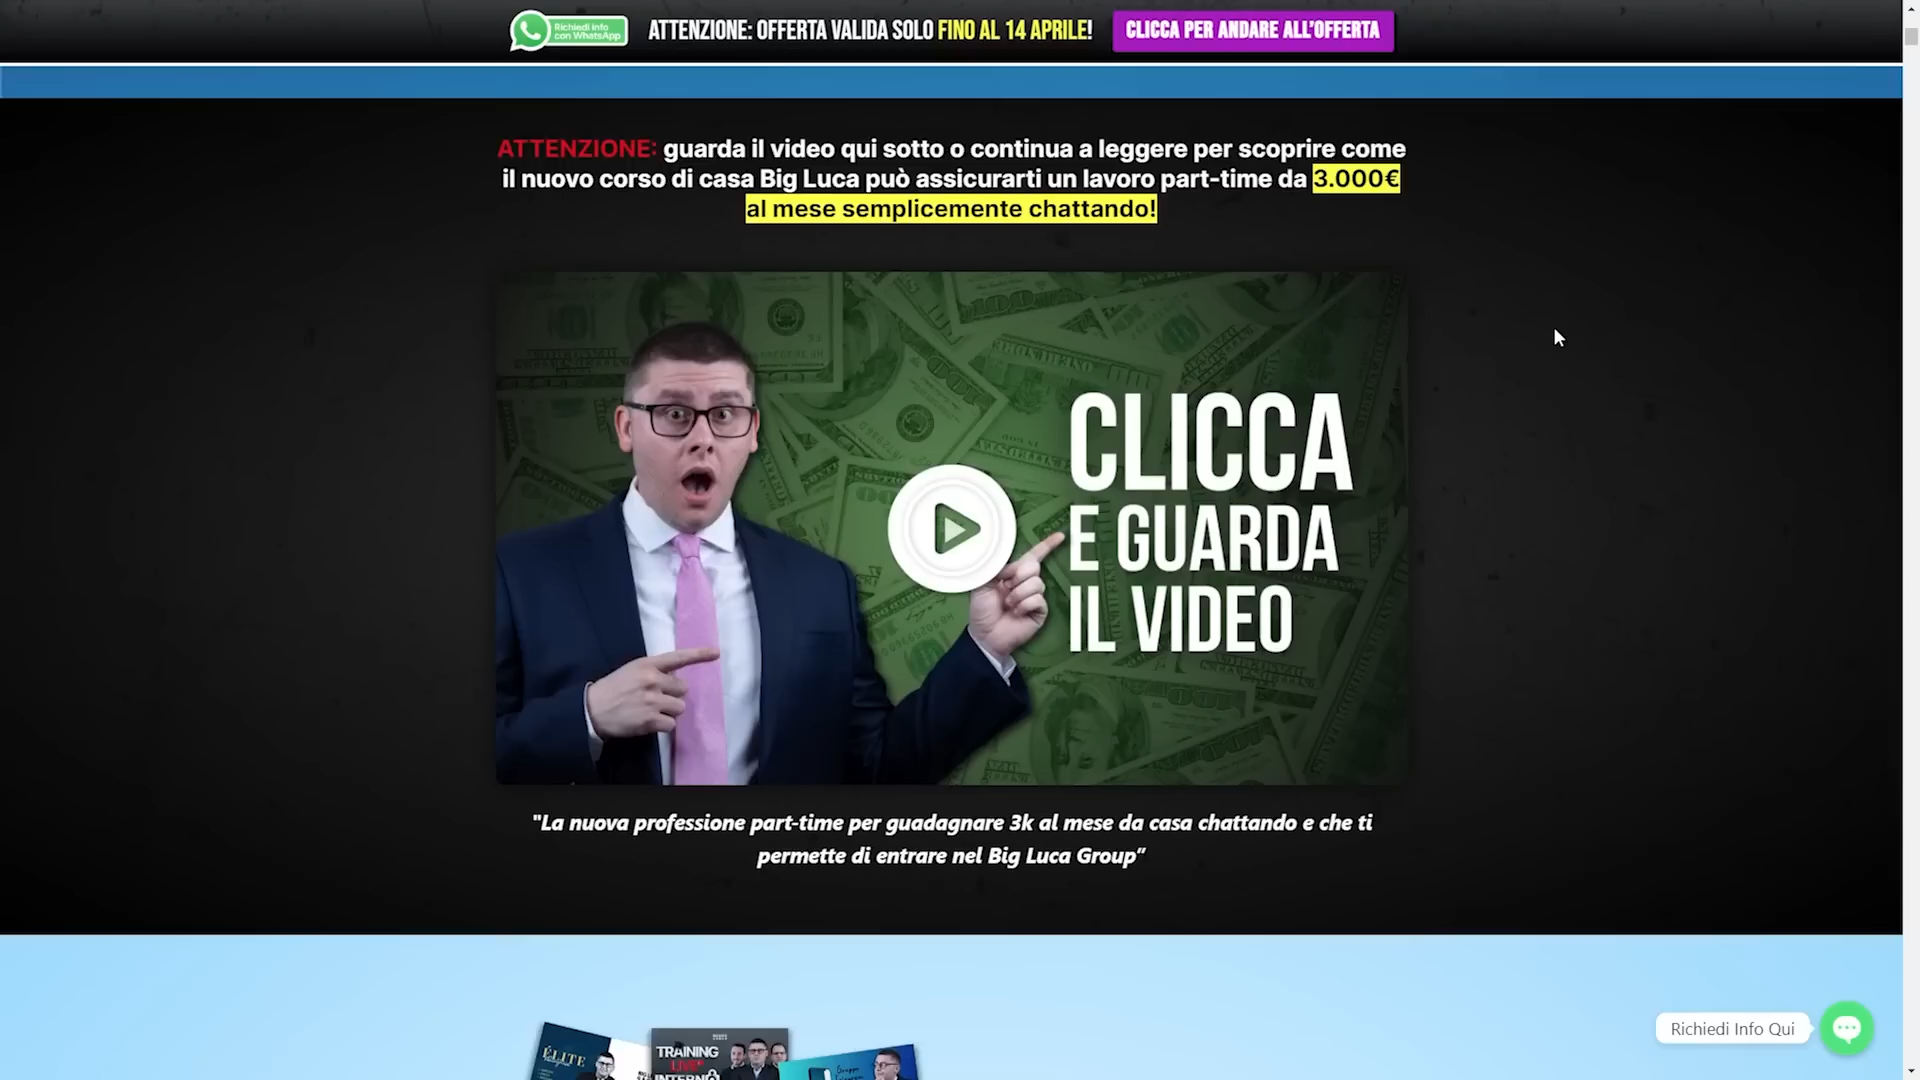 Richiedi Info
con WhatsApp
ATTENZIONE: OFFERTA VALIDA SOLO FINO AL 14 APRILE!
CLICCA PER ANDARE ALL'OFFERTA
ATTENZIONE: guarda il video qui sotto o continua a leggere per scoprire come
il nuovo corso di casa Big Luca può assicurarti un lavoro part-time da 3.000€
al mese semplicemente chattando!
CLICCA
E GUARDA
IL VIDEO
"La nuova professione part-time per guadagnare 3k al mese da casa chattando e che ti
permette di entrare nel Big Luca Group"
ÉLITE
TRAINING
LIVE
INTERNO
Richiedi Info Qui